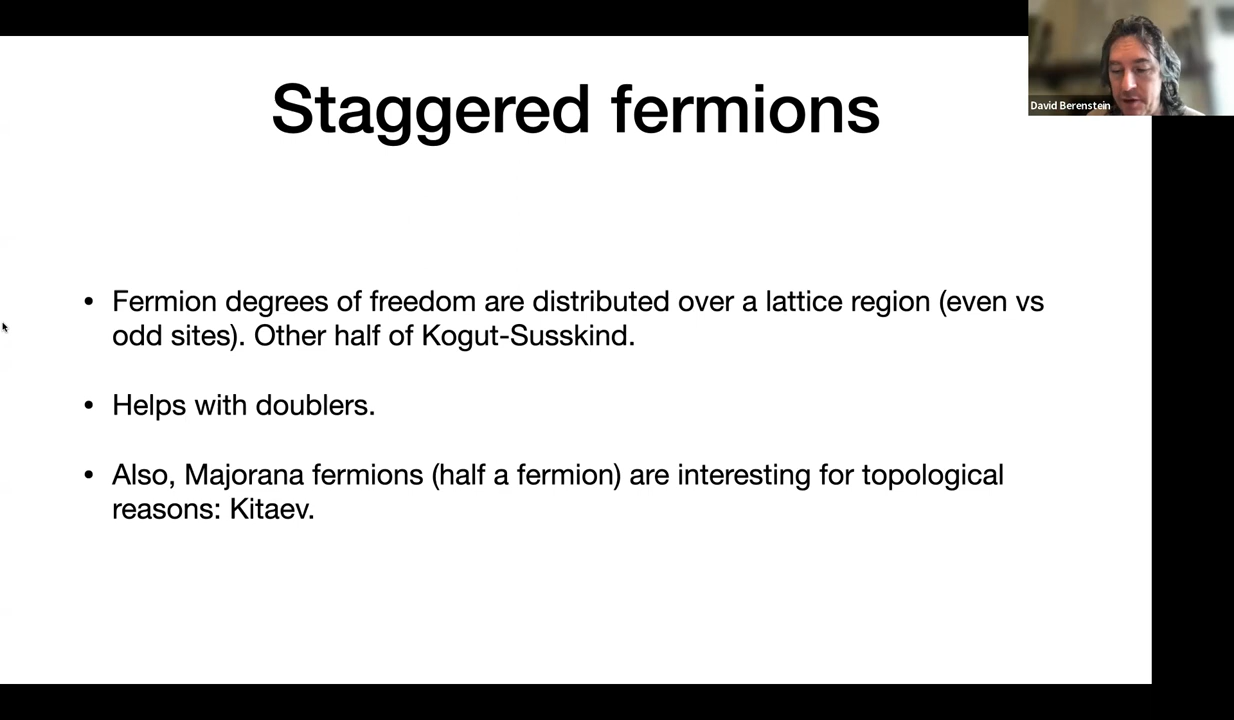 Staggered fermions
David Berenstein
• Fermion degrees of freedom are distributed over a lattice region (even vs
odd sites). Other half of Kogut-Susskind.
• Helps with doublers.
• Also, Majorana fermions (half a fermion) are interesting for topological
reasons: Kitaev.